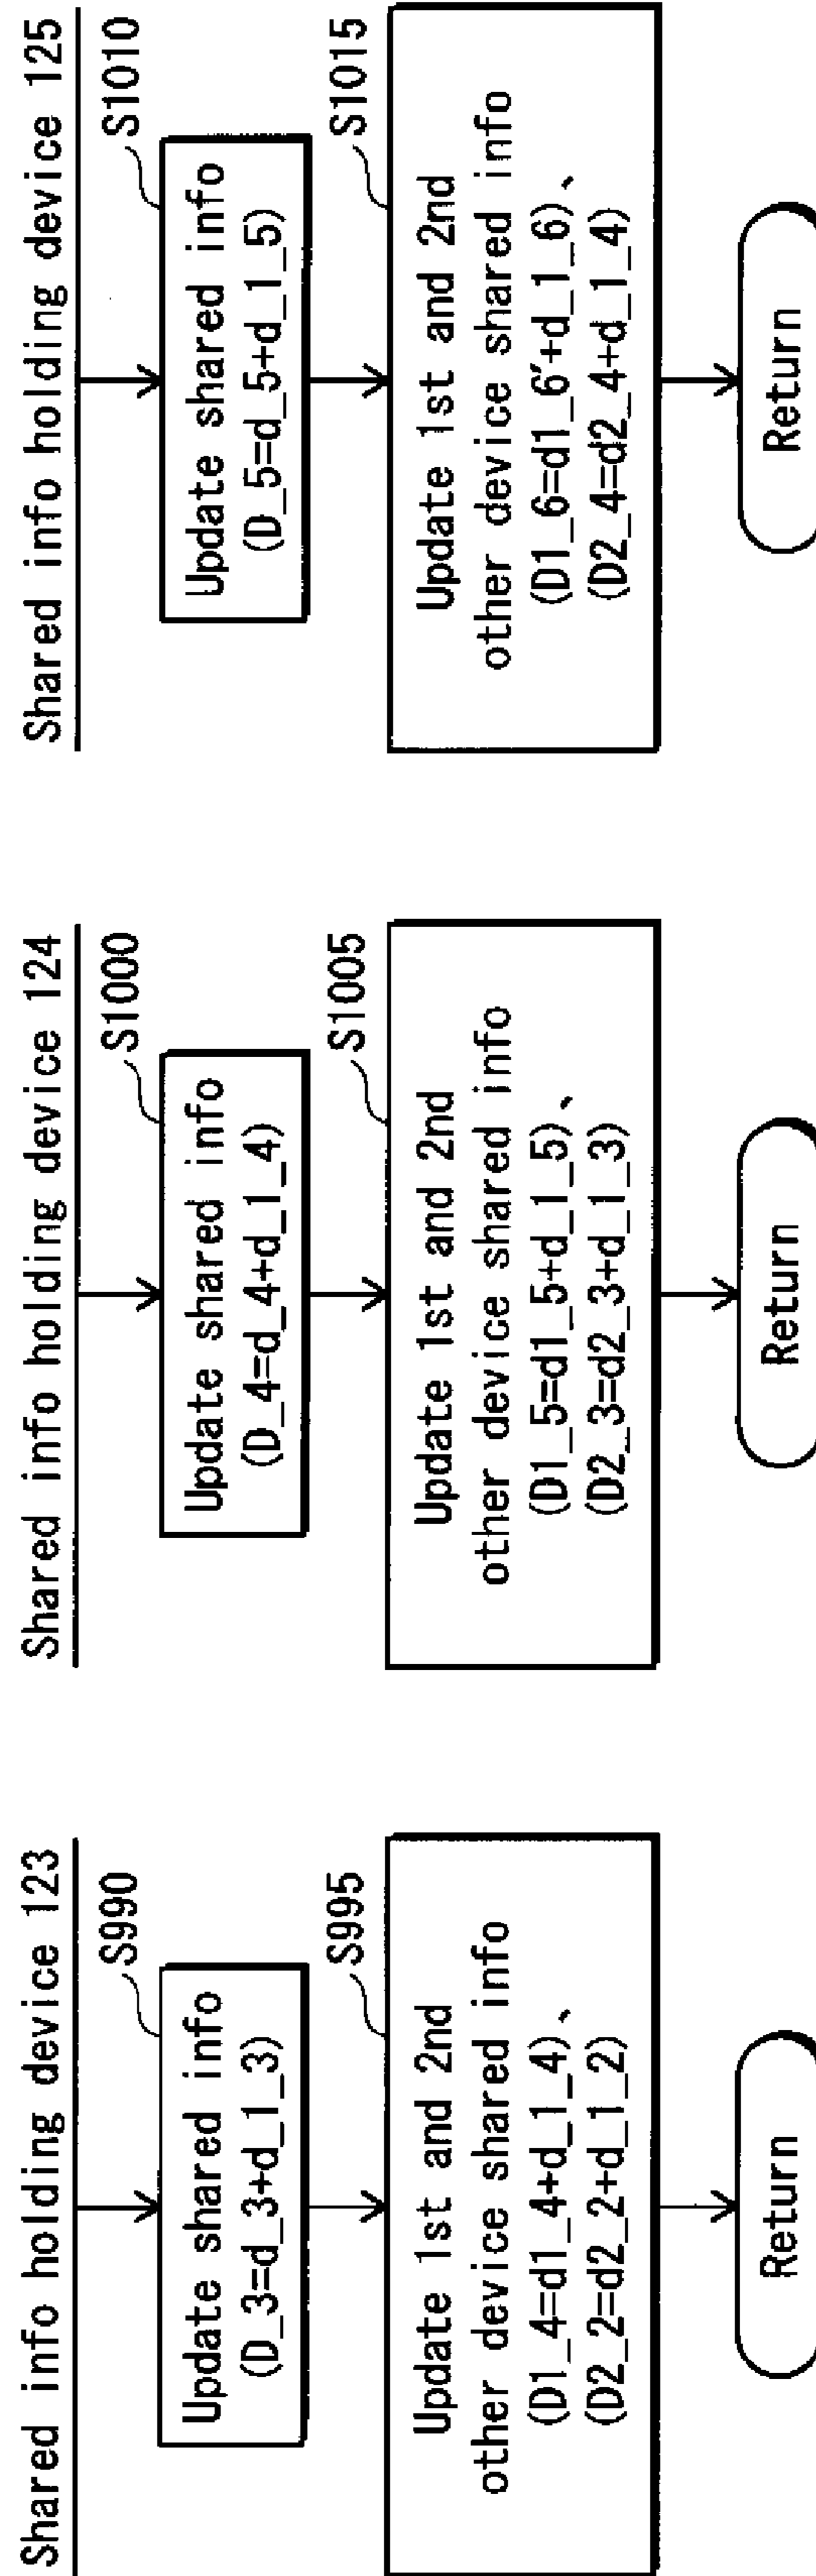 Shared info holding device 123
S990
Update shared info
(D_3=d_3+d_1_3)
S995
Update 1st and 2nd
other device shared info
(D1_4=d1_4+d_1_4)、
(D2_2=d2_2+d_1_2)
Return
Shared info holding device 124
S1000
Update shared info
(D_4=d_4+d_1_4)
S1005
Update 1st and 2nd
other device shared info
(D1_5=d1_5+d_1_5)、
(D2_3=d2_3+d_1_3)
Return
Shared info holding device 125
S1010
Update shared info
(D_5=d_5+d_1_5)
S1015
Update 1st and 2nd
other device shared info
(D1_6=d1_6'+d_1_6)、
(D2_4=d2_4+d_1_4)
Return